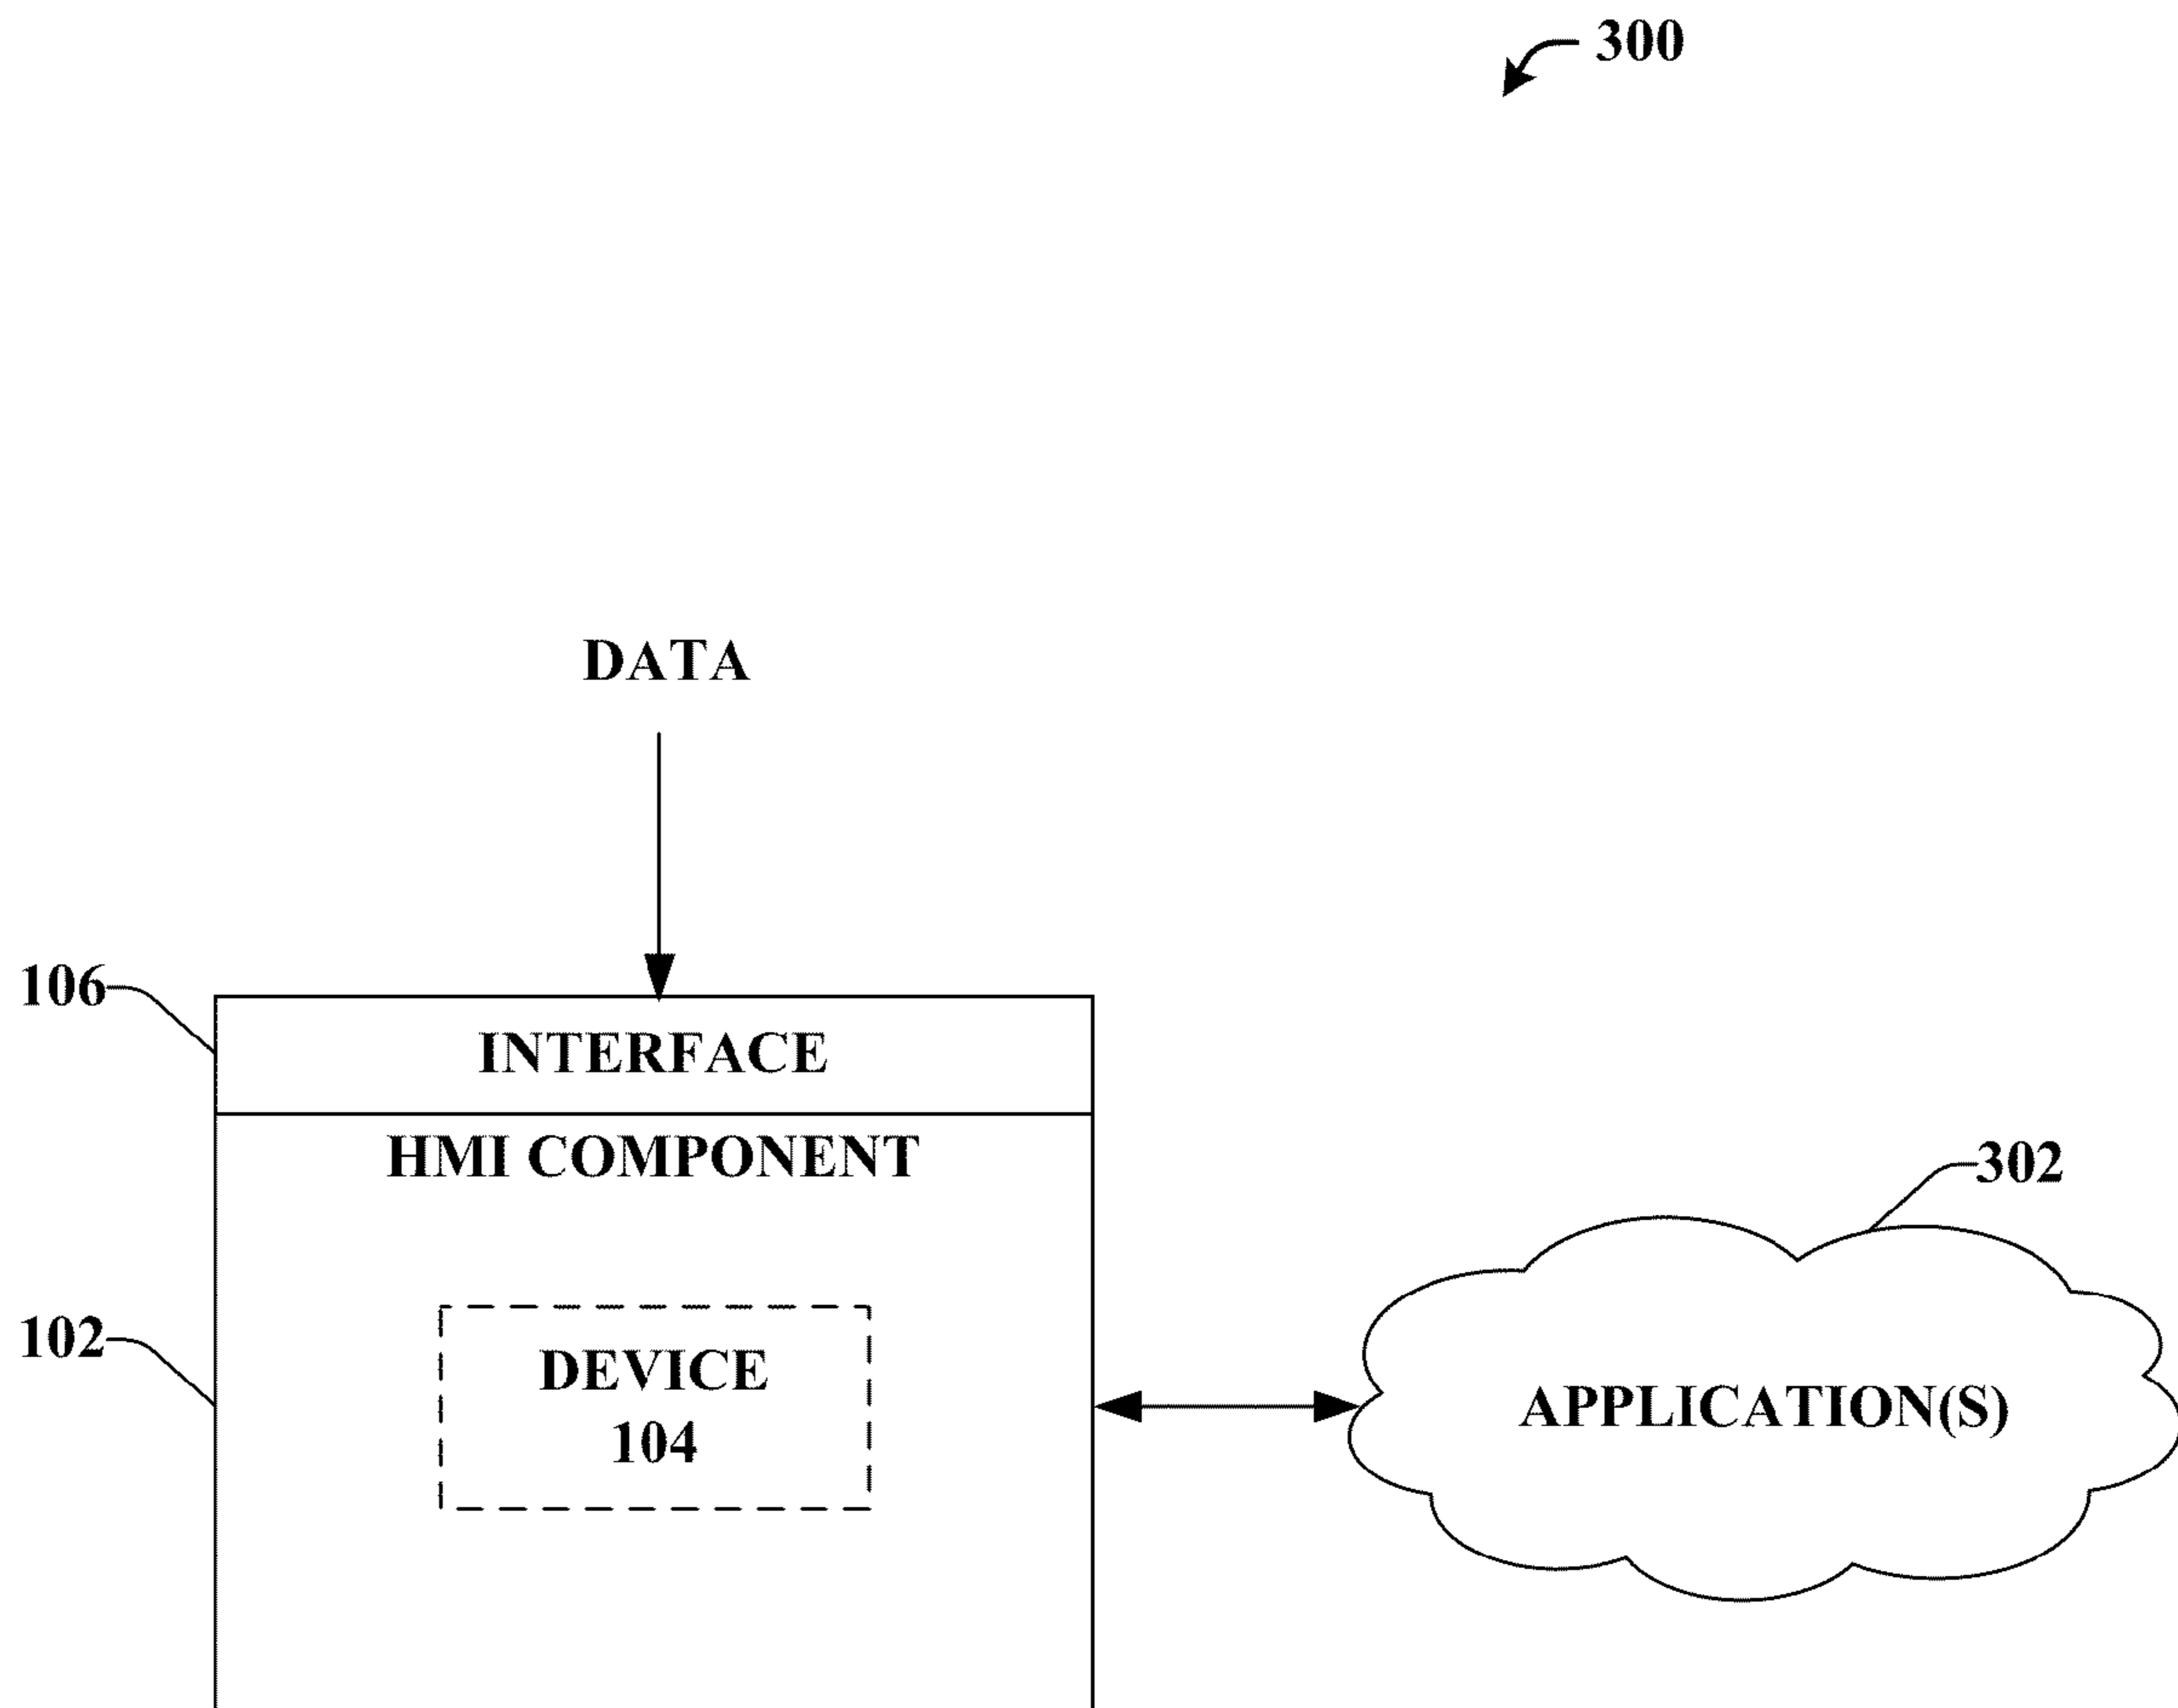 300
DATA
106
INTERFACE
HMI COMPONENT
302
102
DEVICE
104
APPLICATION(S)